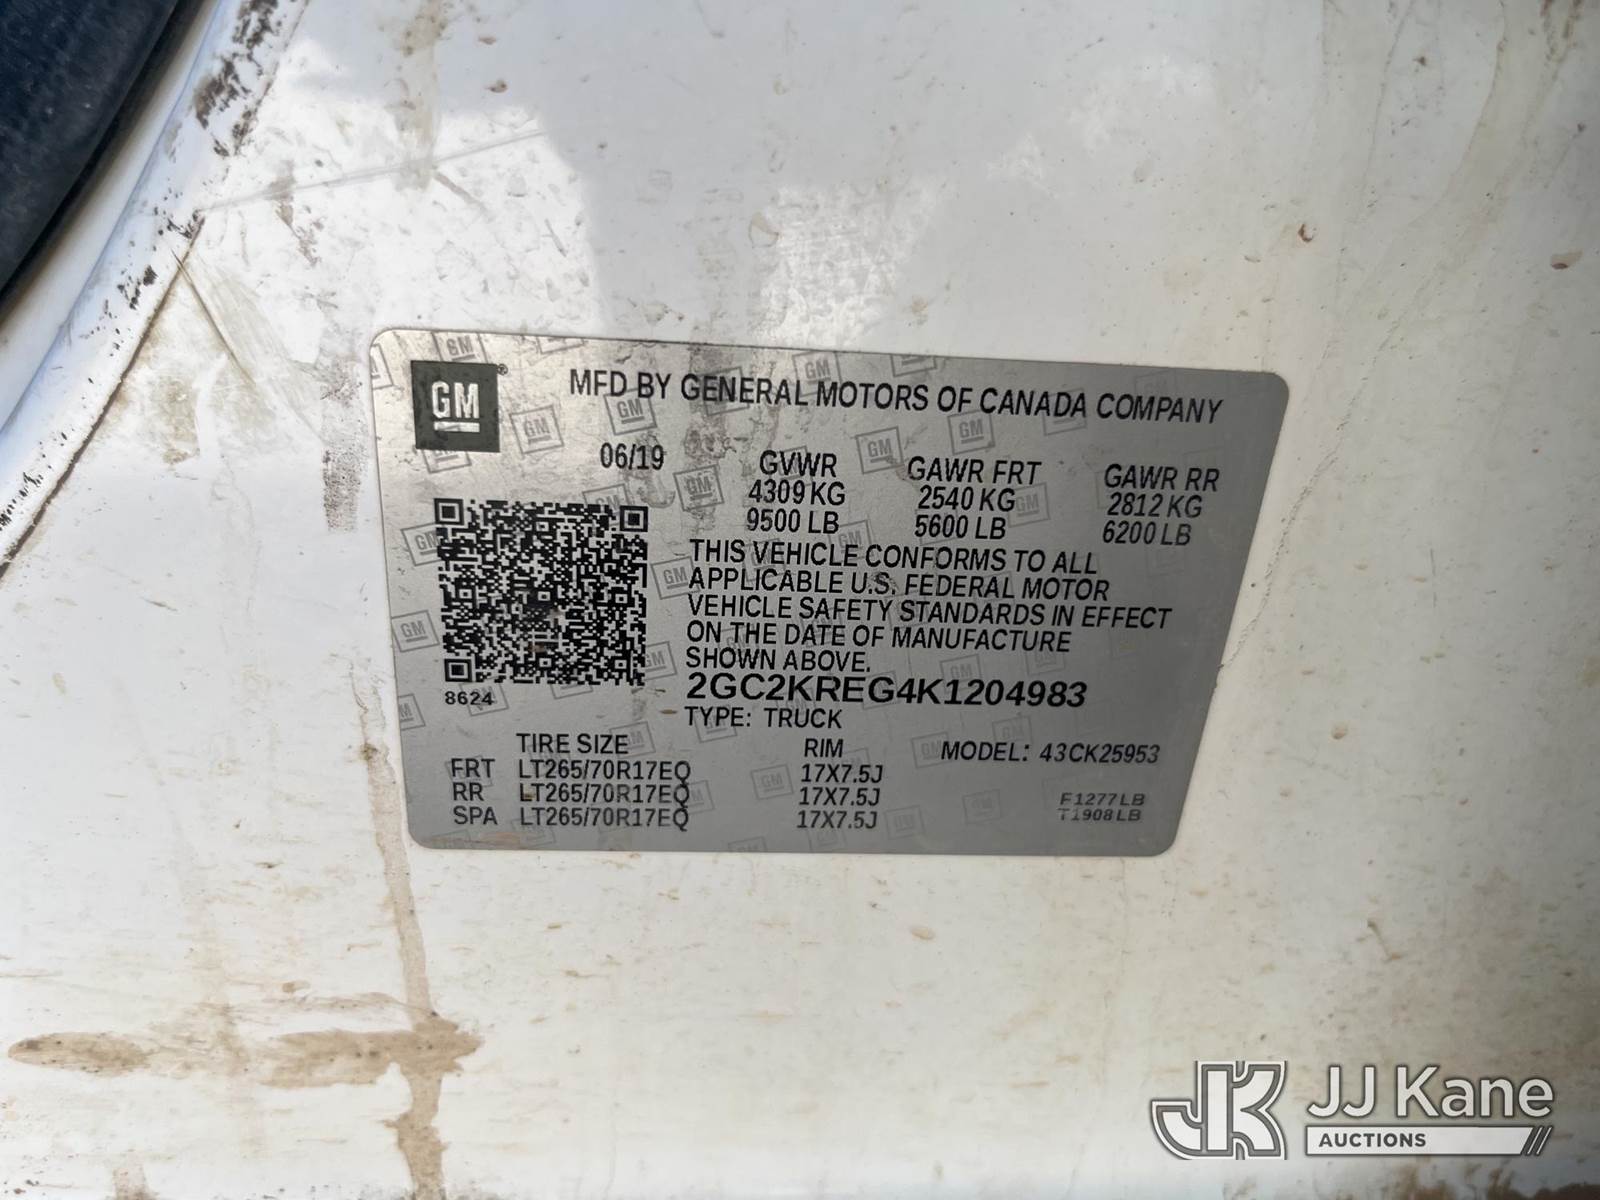 GM
MFD BY GENERAL MOTORS OF CANADA COMPANY
06/19 GVWR GAWR FRT GAWR RR
4309 KG 2540 KG 2812 KG
9500 LB 5600 LB 6200 LB
THIS VEHICLE CONFORMS TO ALL
APPLICABLE U.S. FEDERAL MOTOR
VEHICLE SAFETY STANDARDS IN EFFECT
ON THE DATE OF MANUFACTURE
SHOWN ABOVE.
8624 2GC2KREG4K1204983
TYPE: TRUCK
TIRE SIZE RIM MODEL: 43CK25953
FRT LT265/70R17EQ 17X7.5J
RR LT265/70R17EQ 17X7.5J F1277LB
SPA LT265/70R17EQ 17X7.5J T1908LB
JK JJ Kane
AUCTIONS